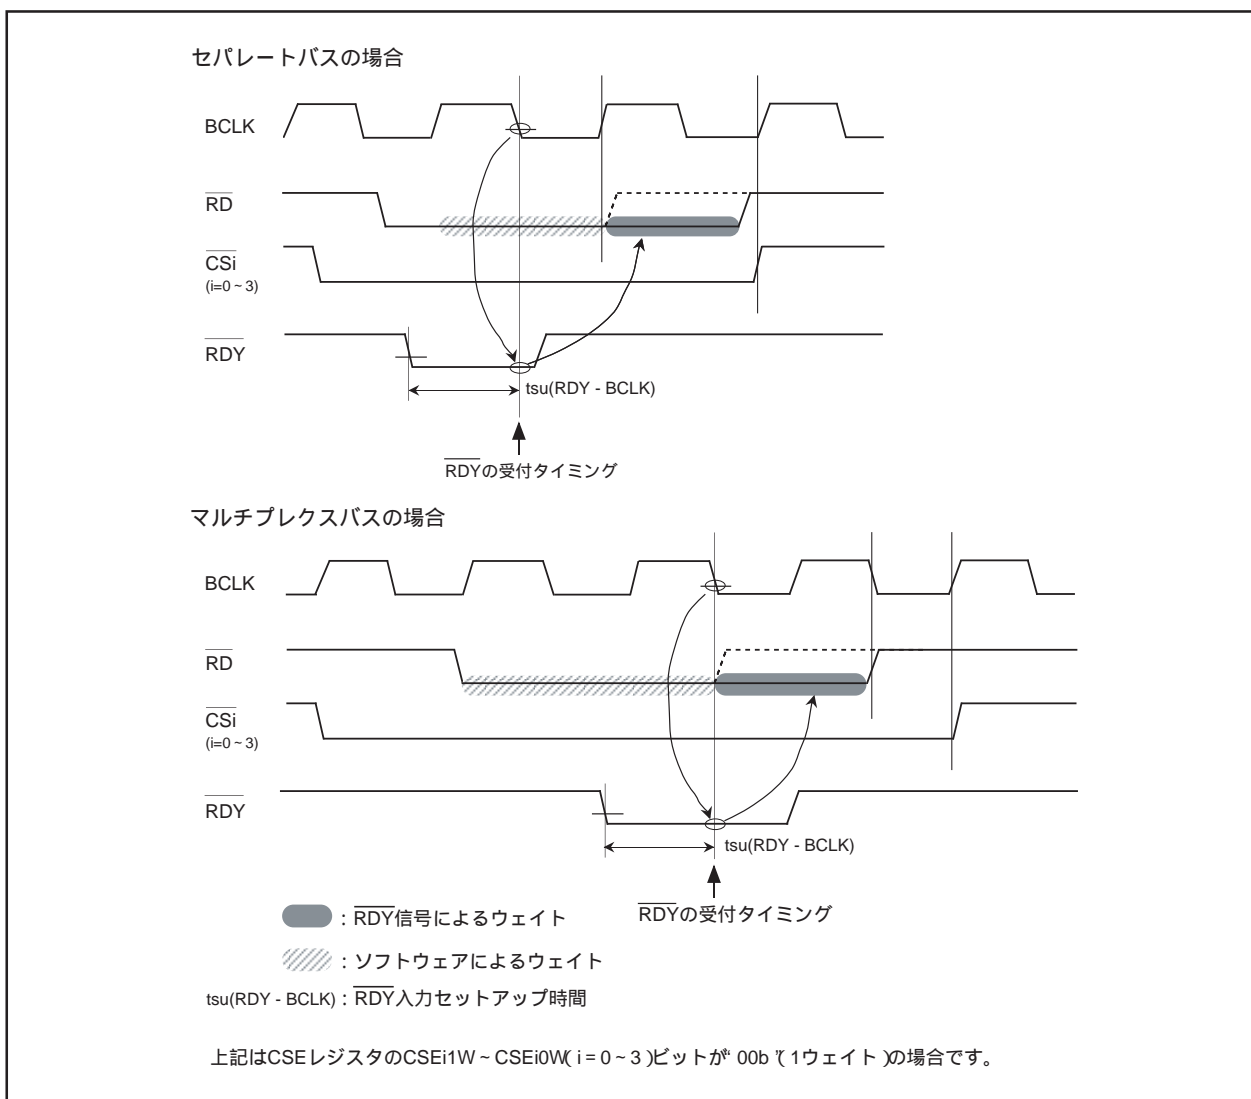 セパレートバスの場合
BCLK
RD
CSi
(i=0~3)
RDY
tsu(RDY - BCLK)
RDYの受付タイミング
マルチプレクスバスの場合
BCLK
RD
CSi
(i=0~3)
RDY
tsu(RDY - BCLK)
RDYの受付タイミング
: RDY信号によるウェイト
: ソフトウェアによるウェイト
tsu(RDY - BCLK) : RDY入力セットアップ時間
上記はCSEレジスタのCSEi1W~CSEi0W( i = 0~3 )ビットが“ 00b ”( 1ウェイト )の場合です。